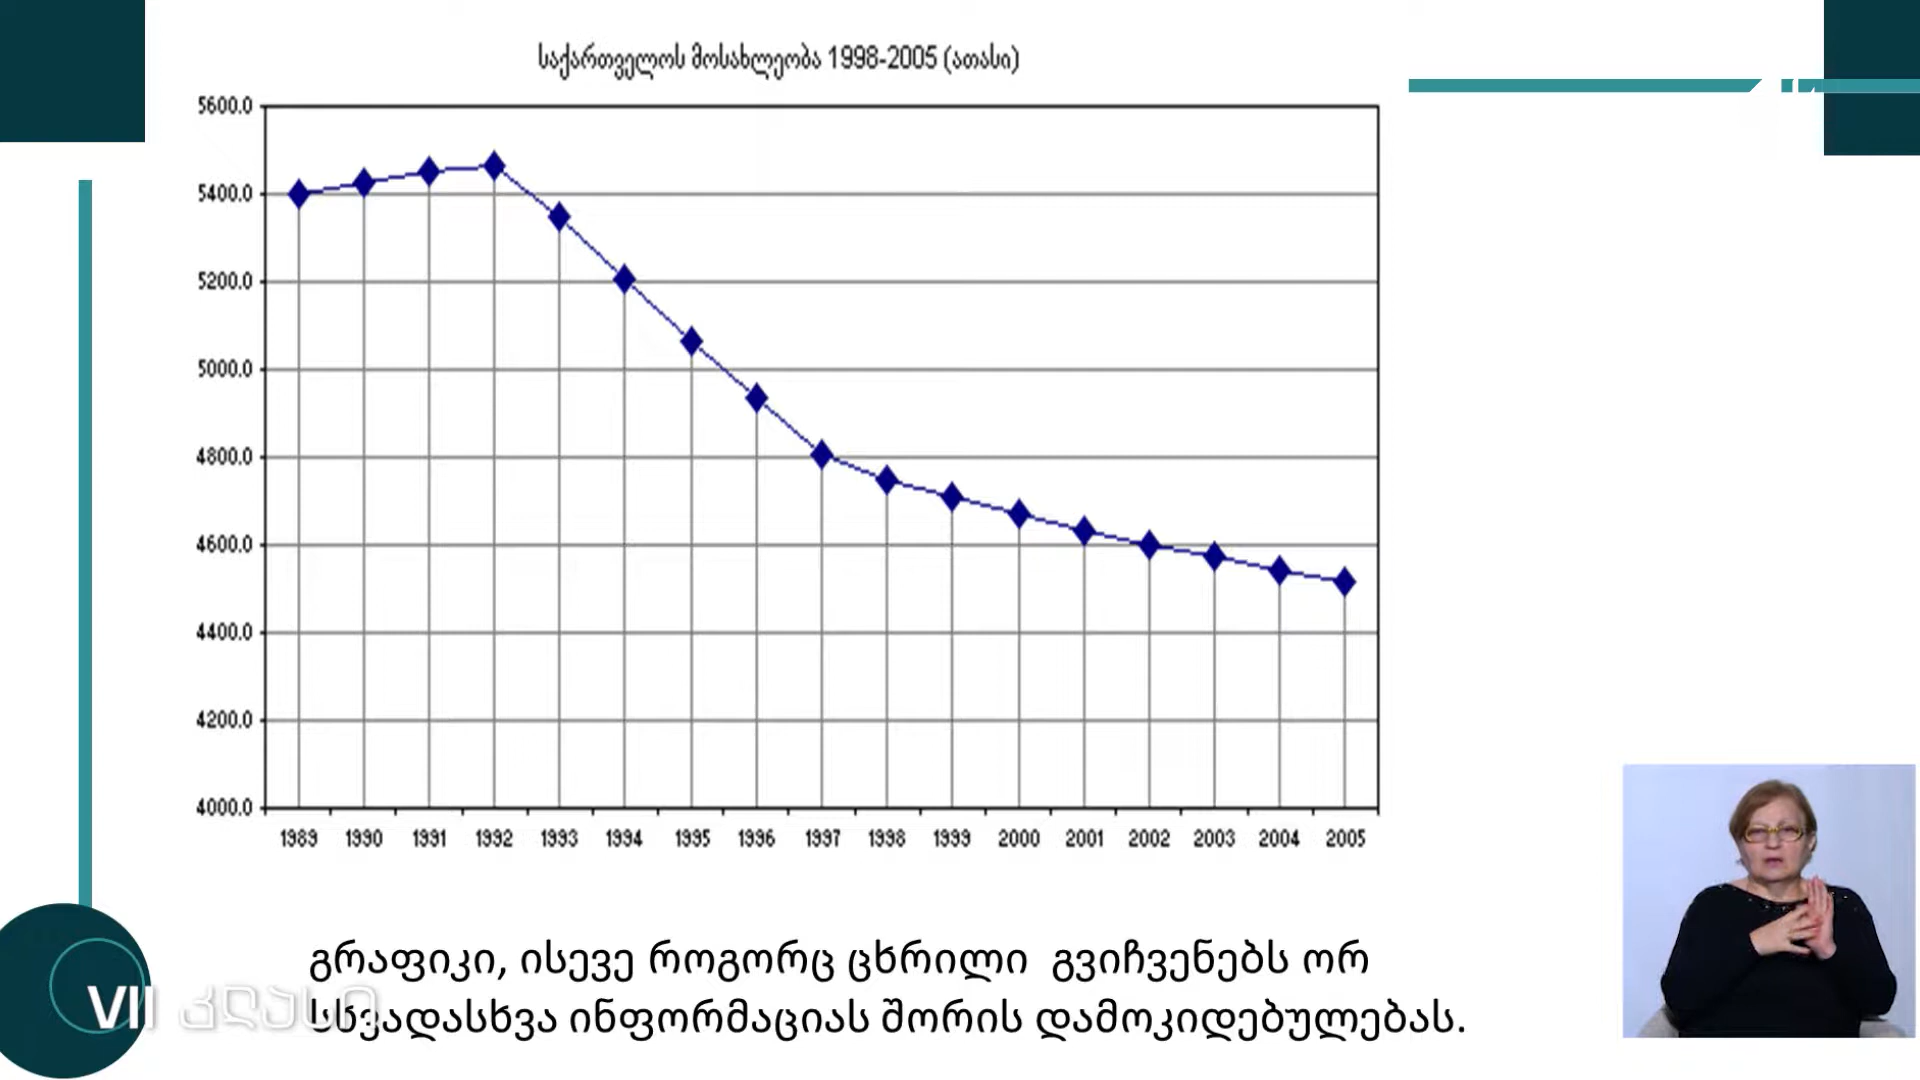 საქართველოს მოსახლეობა 1998-2005 (ათასი)
5600.0
5400.0
5200.0
5000.0
4800.0
4600.0
4400.0
4200.0
4000.0
1989 1990 1991 1992 1993 1994 1995 1996 1997 1998 1999 2000 2001 2002 2003 2004 2005
გრაფიკი, ისევე როგორც ცხრილი გვიჩვენებს ორ
სხვადასხვა ინფორმაციას შორის დამოკიდებულებას.
VII კლასი